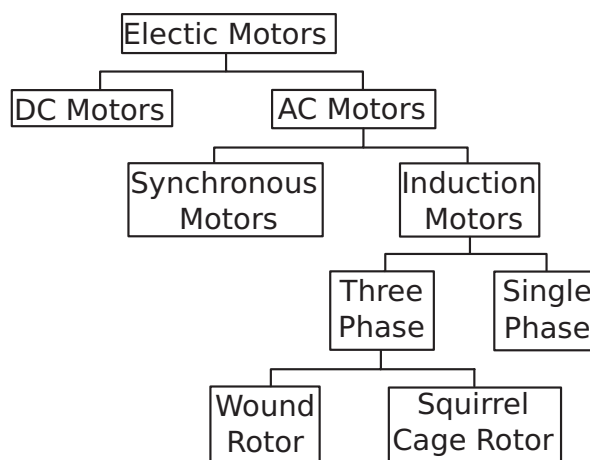 Electic Motors
DC Motors
AC Motors
Synchronous
Motors
Induction
Motors
Three
Phase
Single
Phase
Wound
Rotor
Squirrel
Cage Rotor